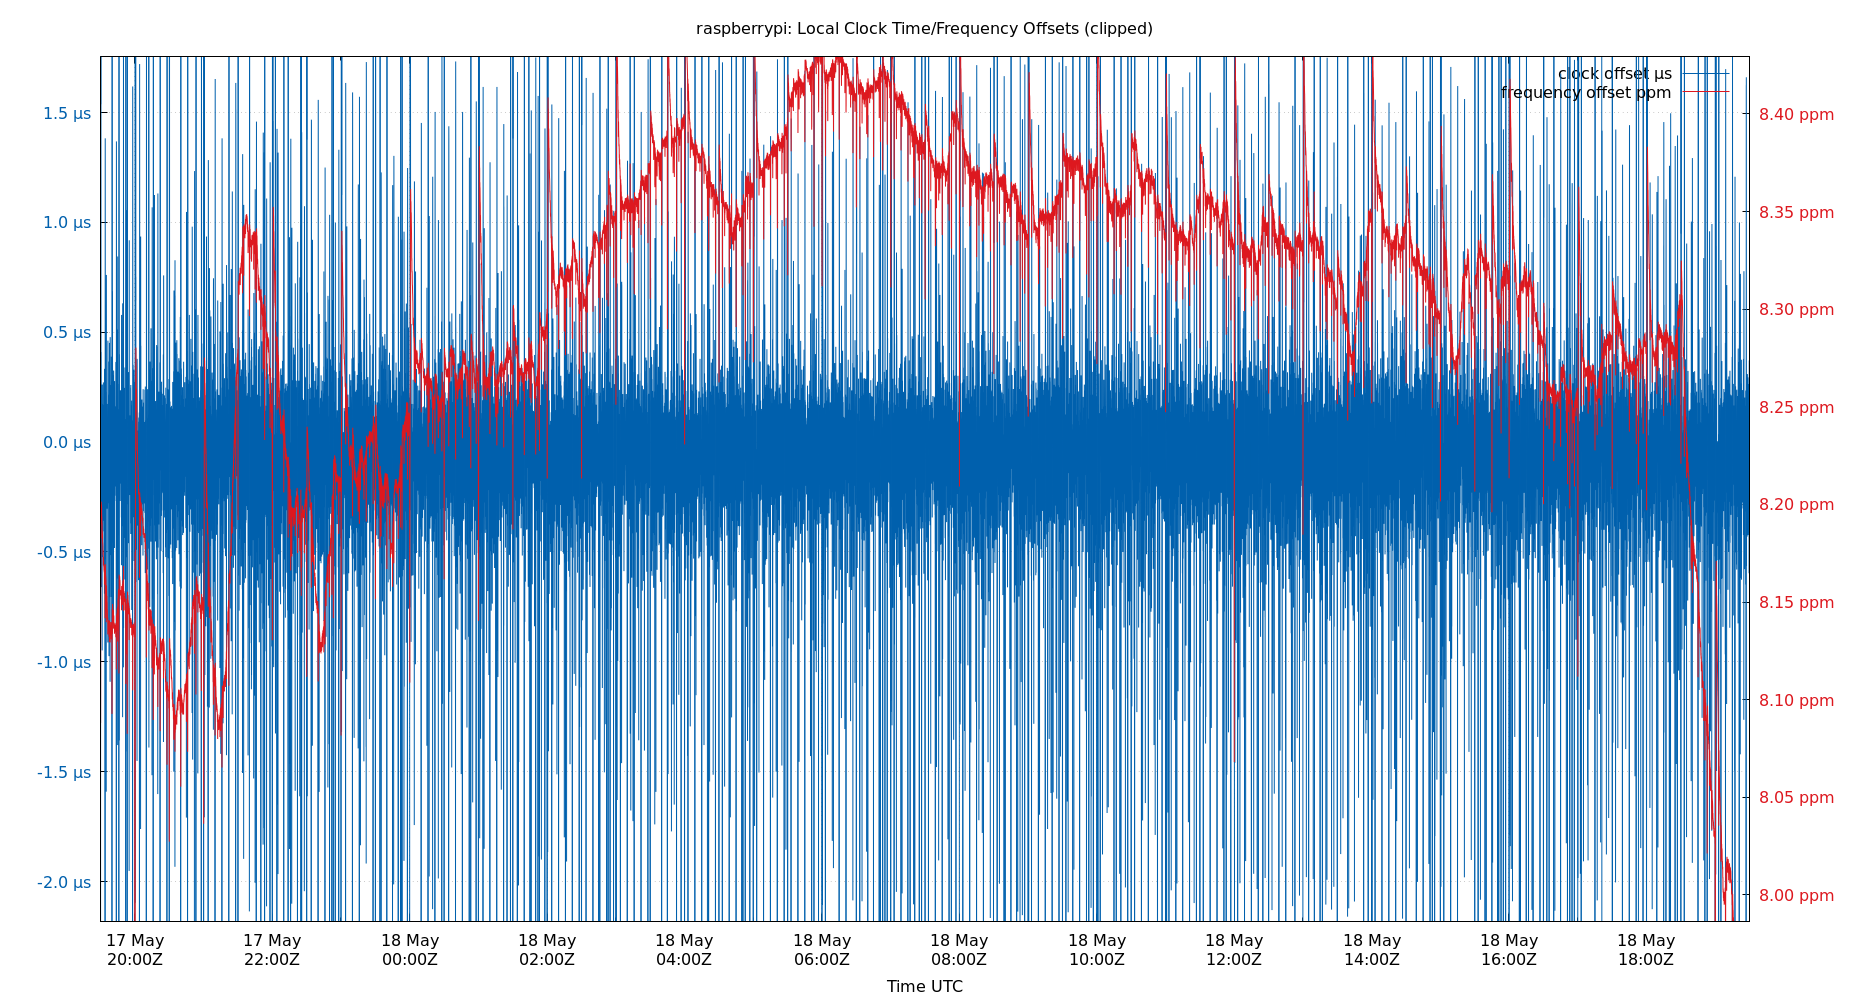 raspberrypi: Local Clock Time/Frequency Offsets (clipped)
clock offset µs
frequency offset ppm
1.5 µs
1.0 µs
0.5 µs
0.0 µs
-0.5 µs
-1.0 µs
-1.5 µs
-2.0 µs
8.40 ppm
8.35 ppm
8.30 ppm
8.25 ppm
8.20 ppm
8.15 ppm
8.10 ppm
8.05 ppm
8.00 ppm
17 May
20:00Z
17 May
22:00Z
18 May
00:00Z
18 May
02:00Z
18 May
04:00Z
18 May
06:00Z
18 May
08:00Z
18 May
10:00Z
18 May
12:00Z
18 May
14:00Z
18 May
16:00Z
18 May
18:00Z
Time UTC